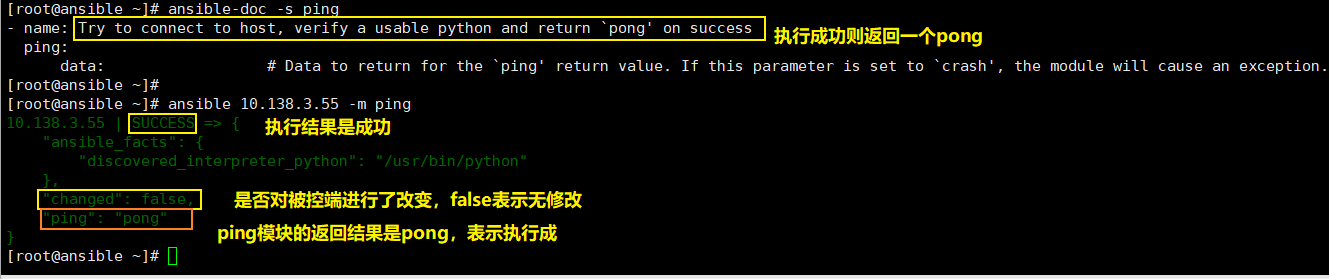 [root@ansible ~]# ansible-doc -s ping
- name: Try to connect to host, verify a usable python and return `pong' on success
执行成功则返回一个pong
ping:
data: # Data to return for the `ping' return value. If this parameter is set to `crash', the module will cause an exception.
[root@ansible ~]#
[root@ansible ~]# ansible 10.138.3.55 -m ping
10.138.3.55 | SUCCESS => {
执行结果是成功
"ansible_facts": {
"discovered_interpreter_python": "/usr/bin/python"
},
"changed": false,
是否对被控端进行了改变，false表示无修改
"ping": "pong"
ping模块的返回结果是pong，表示执行成
}
[root@ansible ~]#